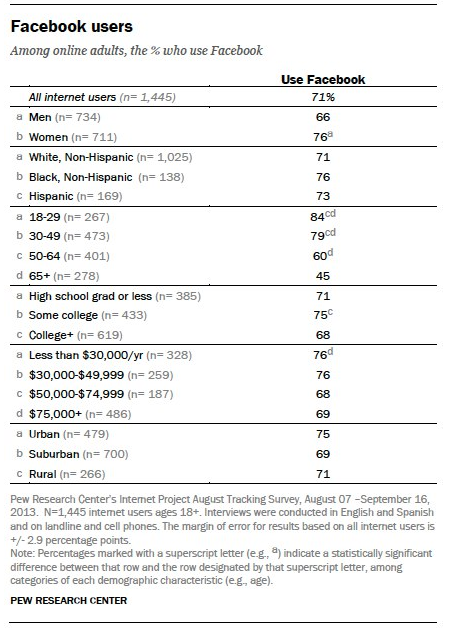 Facebook users
Among online adults, the % who use Facebook
Use Facebook
All internet users (n= 1,445) 71%
a Men (n= 734) 66
b Women (n= 711) 76a
a White, Non-Hispanic (n= 1,025) 71
b Black, Non-Hispanic (n= 138) 76
c Hispanic (n= 169) 73
a 18-29 (n= 267) 84cd
b 30-49 (n= 473) 79cd
c 50-64 (n= 401) 60d
d 65+ (n= 278) 45
a High school grad or less (n= 385) 71
b Some college (n= 433) 75c
c College+ (n= 619) 68
a Less than $30,000/yr (n= 328) 76d
b $30,000-$49,999 (n= 259) 76
c $50,000-$74,999 (n= 187) 68
d $75,000+ (n= 486) 69
a Urban (n= 479) 75
b Suburban (n= 700) 69
c Rural (n= 266) 71
Pew Research Center's Internet Project August Tracking Survey, August 07 –September 16,
2013. N=1,445 internet users ages 18+. Interviews were conducted in English and Spanish
and on landline and cell phones. The margin of error for results based on all internet users is
+/- 2.9 percentage points.
Note: Percentages marked with a superscript letter (e.g., a) indicate a statistically significant
difference between that row and the row designated by that superscript letter, among
categories of each demographic characteristic (e.g., age).
PEW RESEARCH CENTER